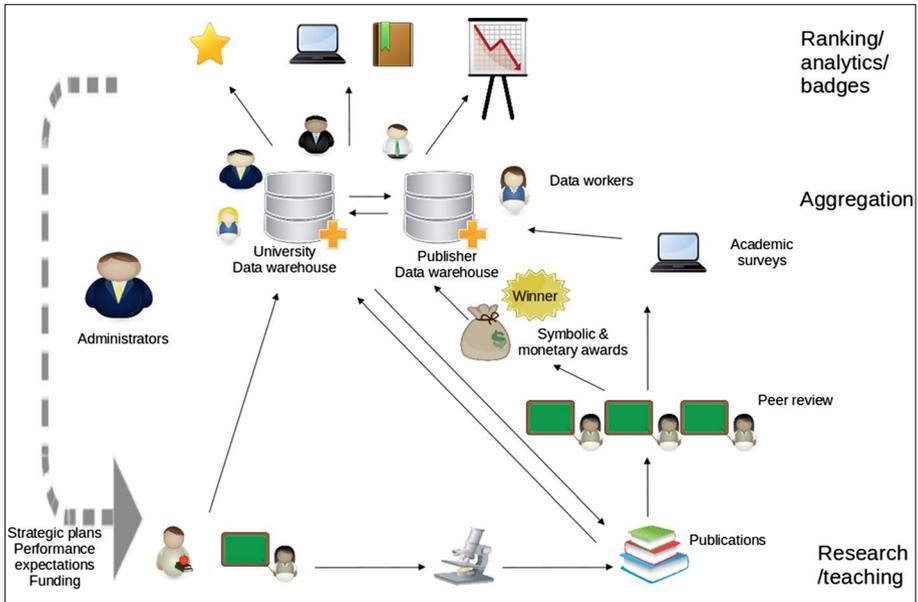 Ranking/
analytics/
badges
Data workers
Aggregation
University
Data warehouse
Publisher
Data warehouse
Academic
surveys
Winner
Symbolic &
monetary awards
Administrators
Peer review
Strategic plans
Performance
expectations
Funding
Publications
Research
/teaching